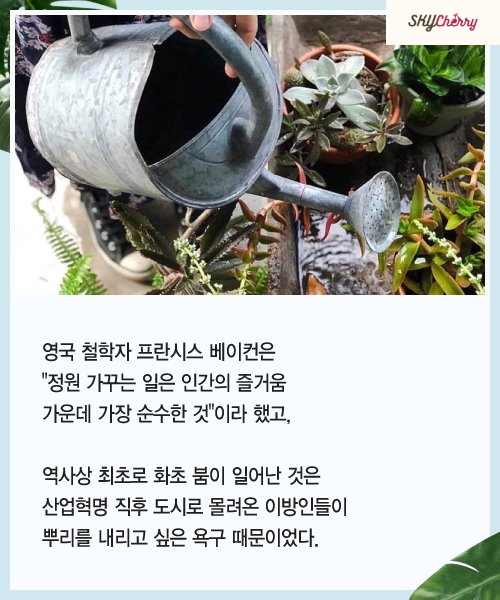 SKYCherry
영국 철학자 프란시스 베이컨은
"정원 가꾸는 일은 인간의 즐거움
가운데 가장 순수한 것"이라 했고,
역사상 최초로 화초 붐이 일어난 것은
산업혁명 직후 도시로 몰려온 이방인들이
뿌리를 내리고 싶은 욕구 때문이었다.